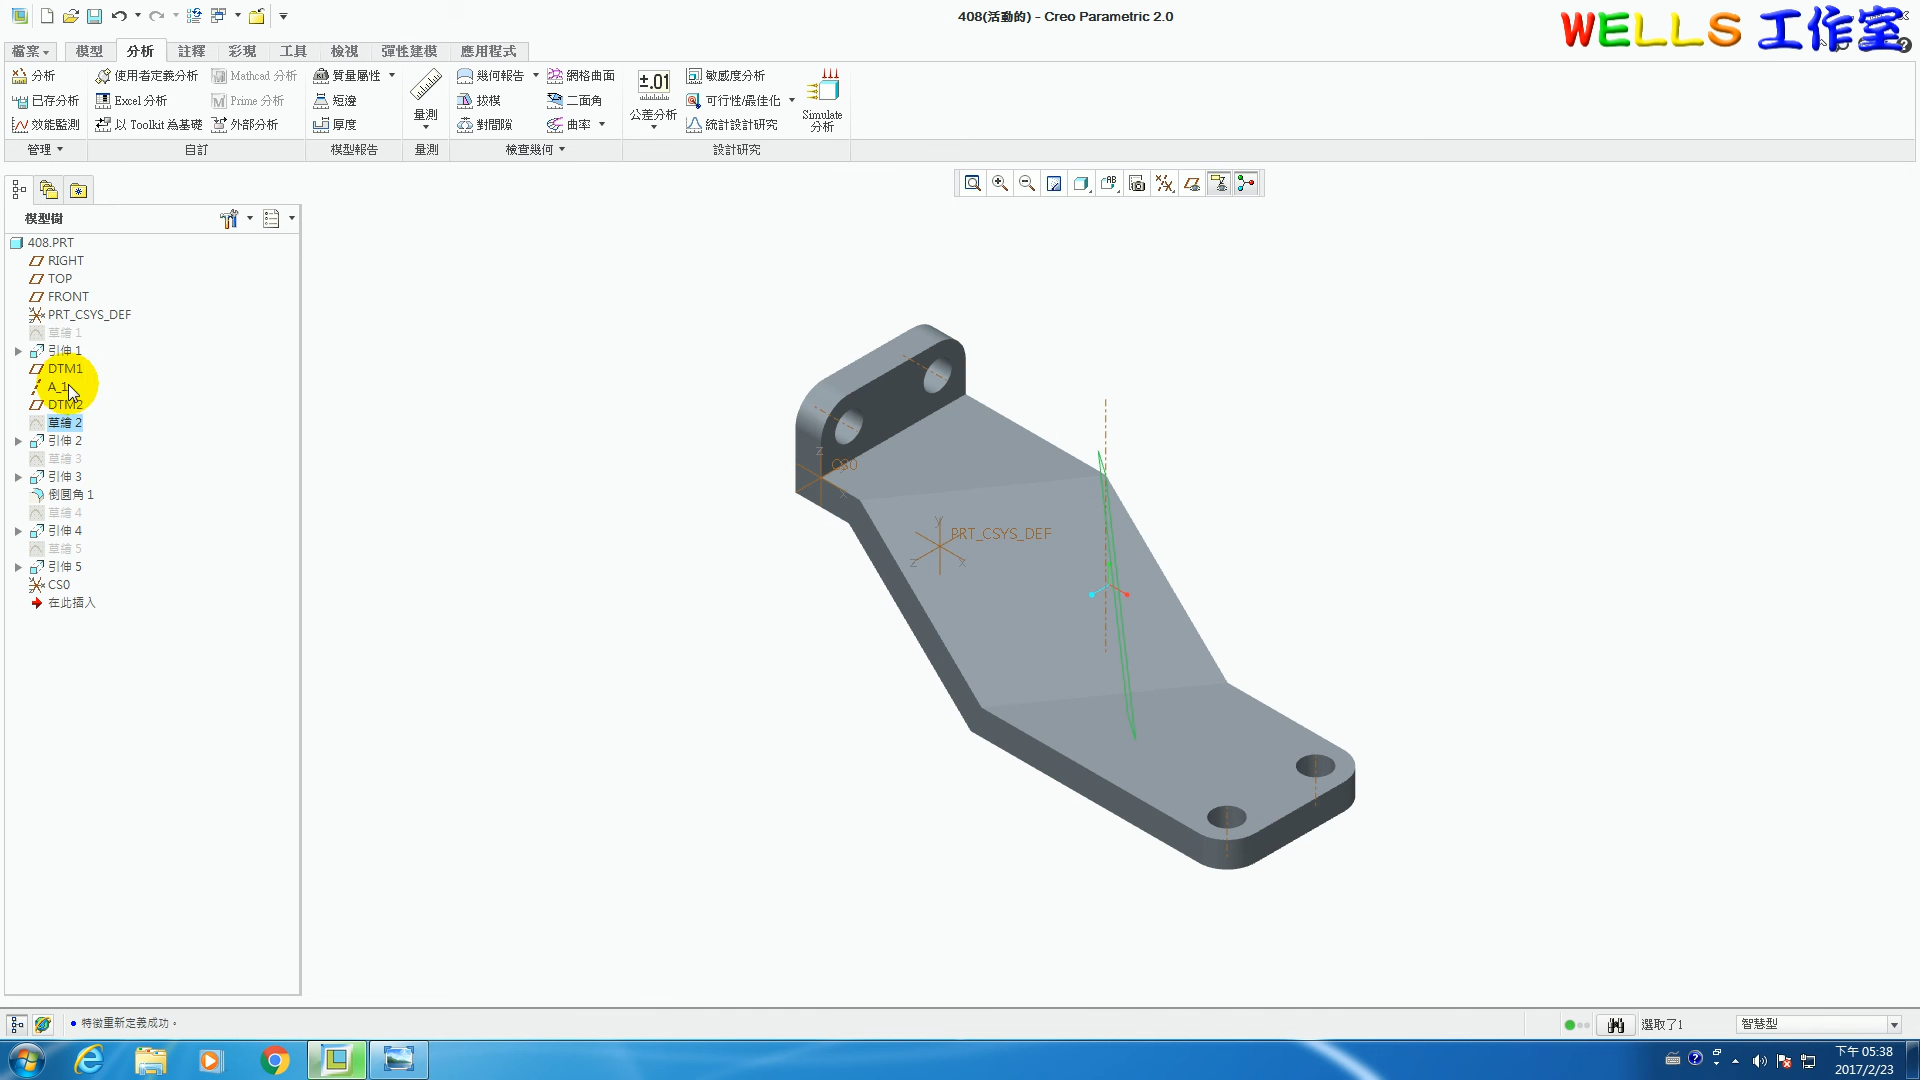 408(活動的) - Creo Parametric 2.0
WELLS 工作室
檔案 模型 分析 註釋 彩現 工具 檢視 彈性建模 應用程式
分析 使用者定義分析 Mathcad 分析 質量屬性 幾何報告 網格曲面 敏感度分析
已存分析 Excel 分析 Prime 分析 短邊 量測 拔模 二面角 公差分析 可行性/最佳化 Simulate 分析
效能監測 以 Toolkit 為基礎 外部分析 厚度 對間隙 曲率 統計設計研究
管理 自訂 模型報告 量測 檢查幾何 設計研究
模型樹
408.PRT
RIGHT
TOP
FRONT
PRT_CSYS_DEF
草繪 1
引伸 1
DTM1
A_1
DTM2
草繪 2
引伸 2
草繪 3
引伸 3
倒圓角 1
草繪 4
引伸 4
草繪 5
引伸 5
CS0
在此插入
Z
CS0
X
Y
PRT_CSYS_DEF
Z
X
特徵重新定義成功。
選取了1
智慧型
下午 05:38
2017/2/23